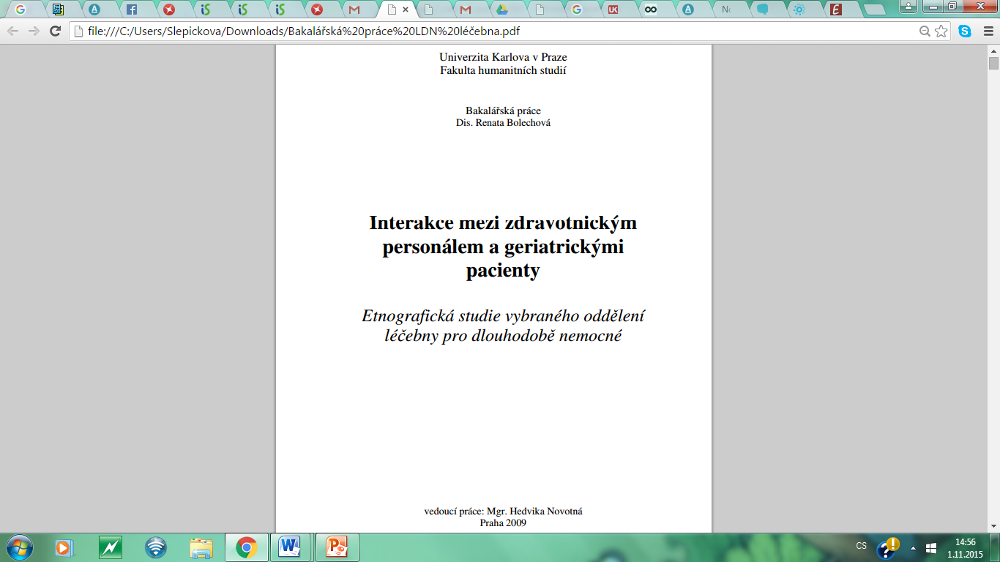 file:///C:/Users/Slepickova/Downloads/Bakalářská%20práce%20LDN%20léčebna.pdf
Univerzita Karlova v Praze
Fakulta humanitních studií
Bakalářská práce
Dis. Renata Bolechová
Interakce mezi zdravotnickým
personálem a geriatrickými
pacienty
Etnografická studie vybraného oddělení
léčebny pro dlouhodobě nemocné
vedoucí práce: Mgr. Hedvika Novotná
Praha 2009
CS
14:56
1.11.2015